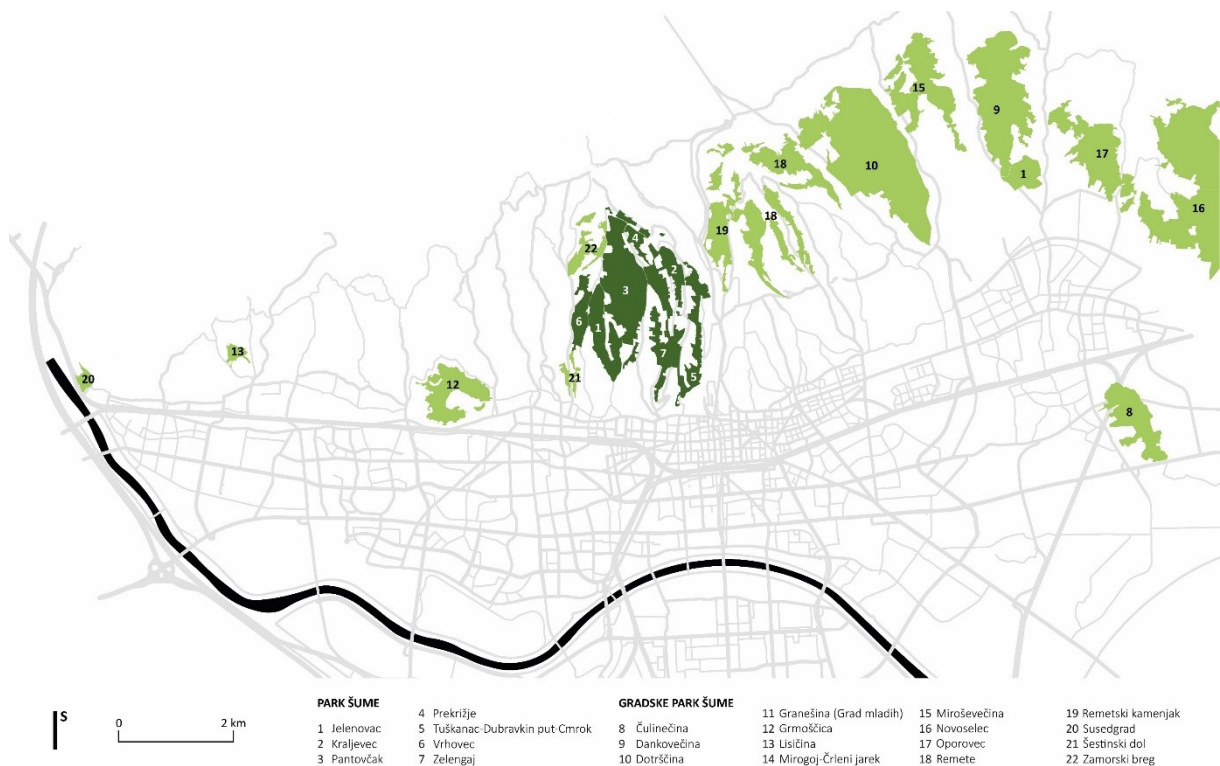 15
9
17
18
10
1
16
18
19
4
22
2
3
6
1
13
7
20
12
21
5
8
S
0 2 km
PARK ŠUME
1 Jelenovac
2 Kraljevec
3 Pantovčak
4 Prekrižje
5 Tuškanac-Dubravkin put-Cmrok
6 Vrhovec
7 Zelengaj
GRADSKE PARK ŠUME
8 Čulinečina
9 Dankovečina
10 Dotrščina
11 Granešina (Grad mladih)
12 Grmoščica
13 Lisičina
14 Mirogoj-Črleni jarek
15 Miroševečina
16 Novoselec
17 Oporovec
18 Remete
19 Remetski kamenjak
20 Susedgrad
21 Šestinski dol
22 Zamorski breg